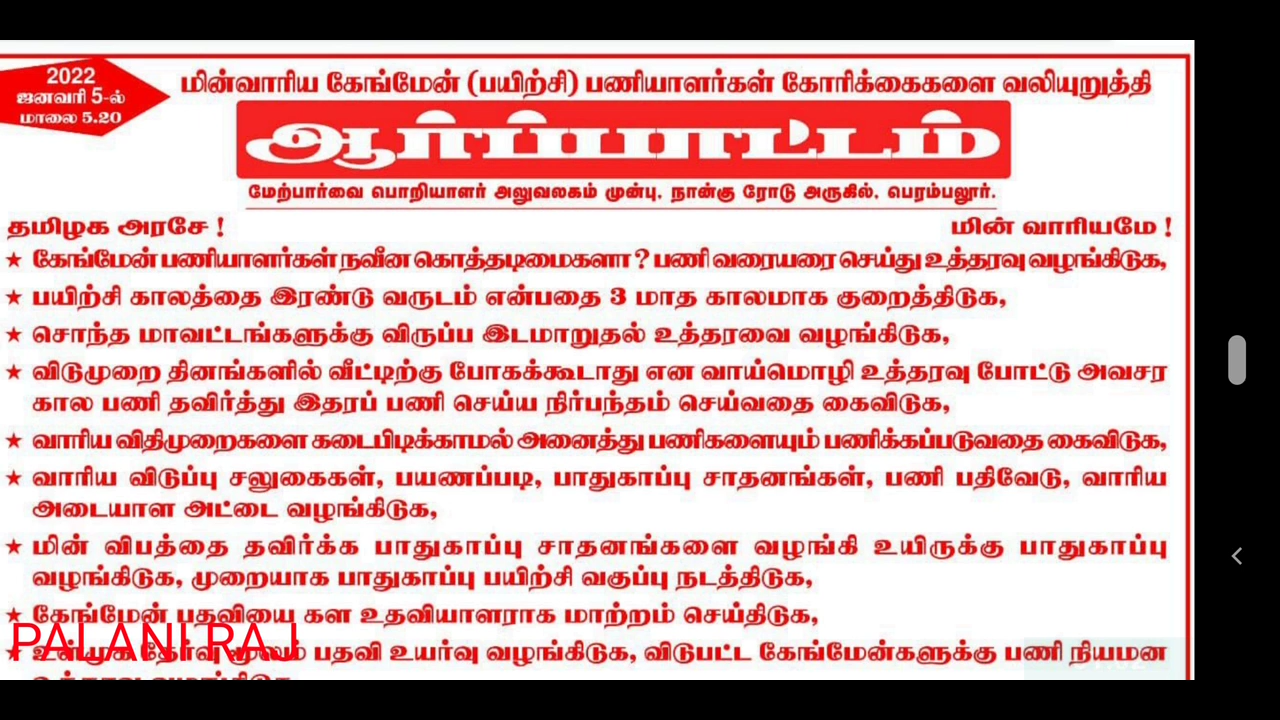 2022
ஜனவரி 5-ல்
மாலை 5.20
மின்வாரிய கேங்மேன் (பயிற்சி) பணியாளர்கள் கோரிக்கைகளை வலியுறுத்தி
ஆர்ப்பாட்டம்
மேற்பார்வை பொறியாளர் அலுவலகம் முன்பு, நான்கு ரோடு அருகில், பெரம்பலூர்.
தமிழக அரசே ! மின் வாரியமே !
★ கேங்மேன் பணியாளர்கள் நவீன கொத்தடிமைகளா ? பணி வரையரை செய்து உத்தரவு வழங்கிடுக,
★ பயிற்சி காலத்தை இரண்டு வருடம் என்பதை 3 மாத காலமாக குறைத்திடுக,
★ சொந்த மாவட்டங்களுக்கு விருப்ப இடமாறுதல் உத்தரவை வழங்கிடுக,
★ விடுமுறை தினங்களில் வீட்டிற்கு போகக்கூடாது என வாய்மொழி உத்தரவு போட்டு அவசர
கால பணி தவிர்த்து இதரப் பணி செய்ய நிர்பந்தம் செய்வதை கைவிடுக,
★ வாரிய விதிமுறைகளை கடைபிடிக்காமல் அனைத்து பணிகளையும் பணிக்கப்படுவதை கைவிடுக,
★ வாரிய விடுப்பு சலுகைகள், பயணப்படி, பாதுகாப்பு சாதனங்கள், பணி பதிவேடு, வாரிய
அடையாள அட்டை வழங்கிடுக,
★ மின் விபத்தை தவிர்க்க பாதுகாப்பு சாதனங்களை வழங்கி உயிருக்கு பாதுகாப்பு
வழங்கிடுக, முறையாக பாதுகாப்பு பயிற்சி வகுப்பு நடத்திடுக,
★ கேங்மேன் பதவியை கள உதவியாளராக மாற்றம் செய்திடுக,
PALANI RAJ
★ உள்முக தேர்வு மூலம் பதவி உயர்வு வழங்கிடுக, விடுபட்ட கேங்மேன்களுக்கு பணி நியமன